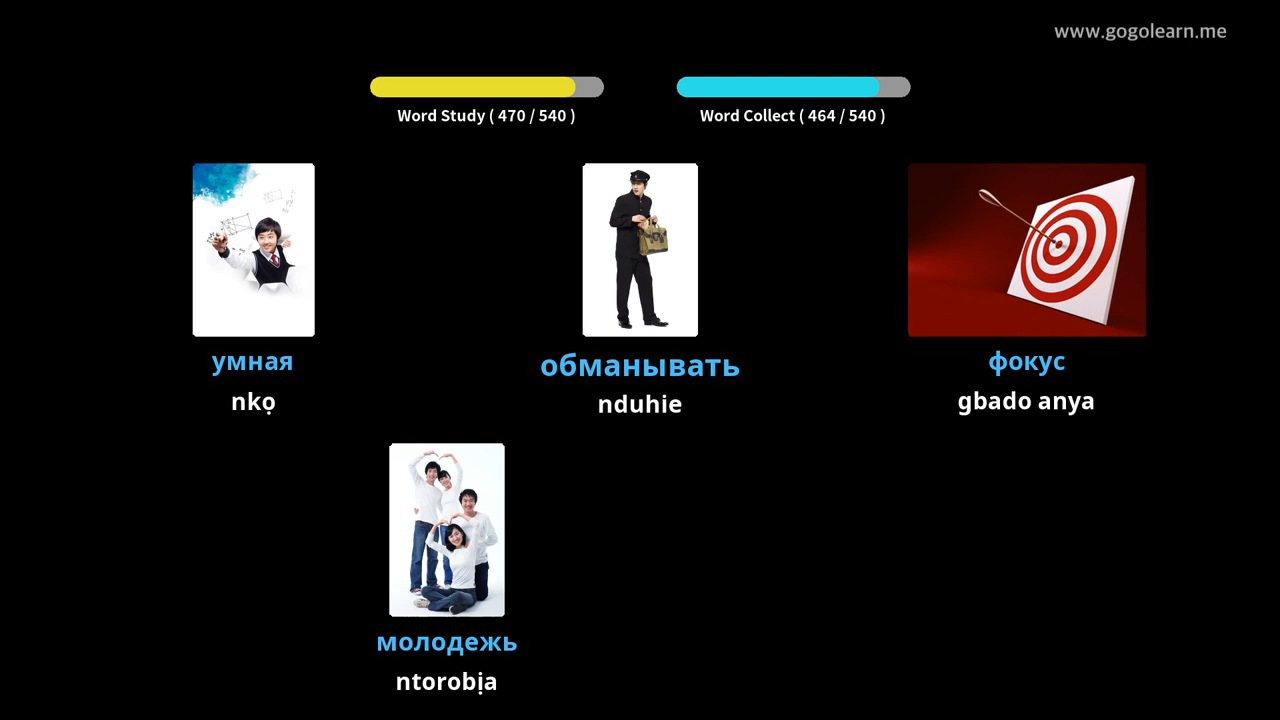 www.gogolearn.me
Word Study ( 470 / 540 )
Word Collect ( 464 / 540 )
умная
nkọ
обманывать
nduhie
фокус
gbado anya
молодежь
ntorobịa